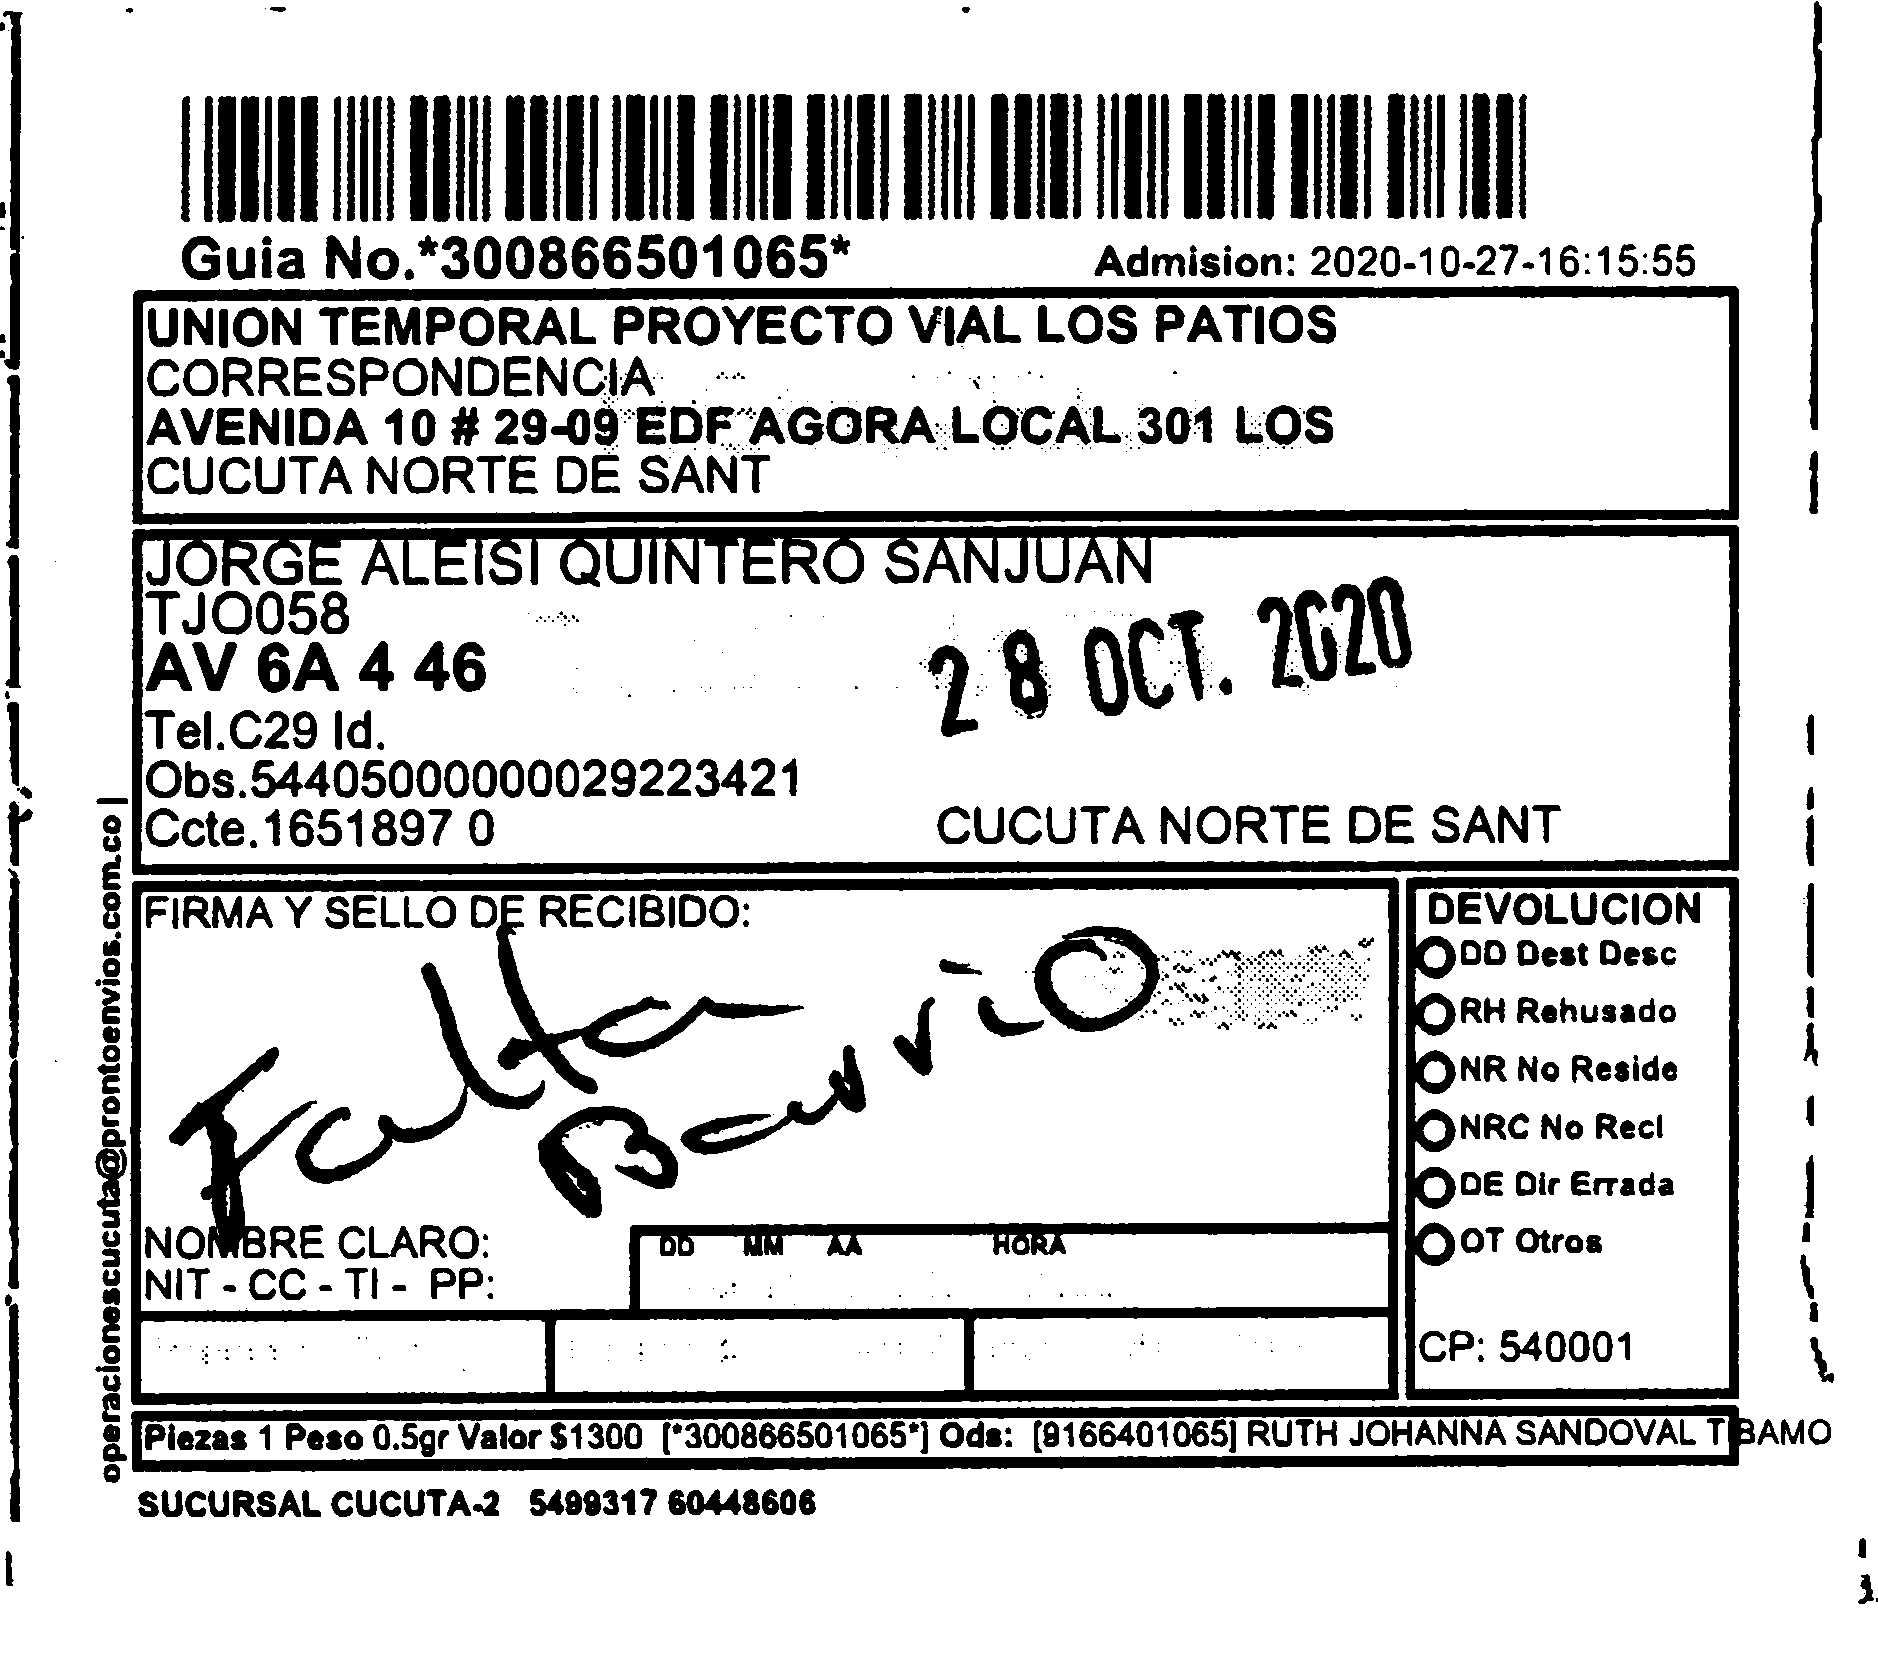 Guia No.*300866501065*
Admision: 2020-10-27-16:15:55
UNION TEMPORAL PROYECTO VIAL LOS PATIOS
CORRESPONDENCIA
AVENIDA 10 # 29-09 EDF AGORA LOCAL 301 LOS
CUCUTA NORTE DE SANT
JORGE ALEISI QUINTERO SANJUAN
TJO058
AV 6A 4 46
28 OCT. 2020
Tel.C29 Id.
Obs.544050000000029223421
Ccte.1651897 0
CUCUTA NORTE DE SANT
operacionescucuta@prontoenvios.com.co |
FIRMA Y SELLO DE RECIBIDO:
Falta
Barrio
NOMBRE CLARO:
NIT - CC - TI - PP:
DD MM AA HORA
DEVOLUCION
DD Dest Desc
RH Rehusado
NR No Reside
NRC No Recl
DE Dir Errada
OT Otros
CP: 540001
Piezas 1 Peso 0.5gr Valor $1300 [*300866501065*] Ods: [9166401065] RUTH JOHANNA SANDOVAL TIBAMO
SUCURSAL CUCUTA-2 5499317 60448606